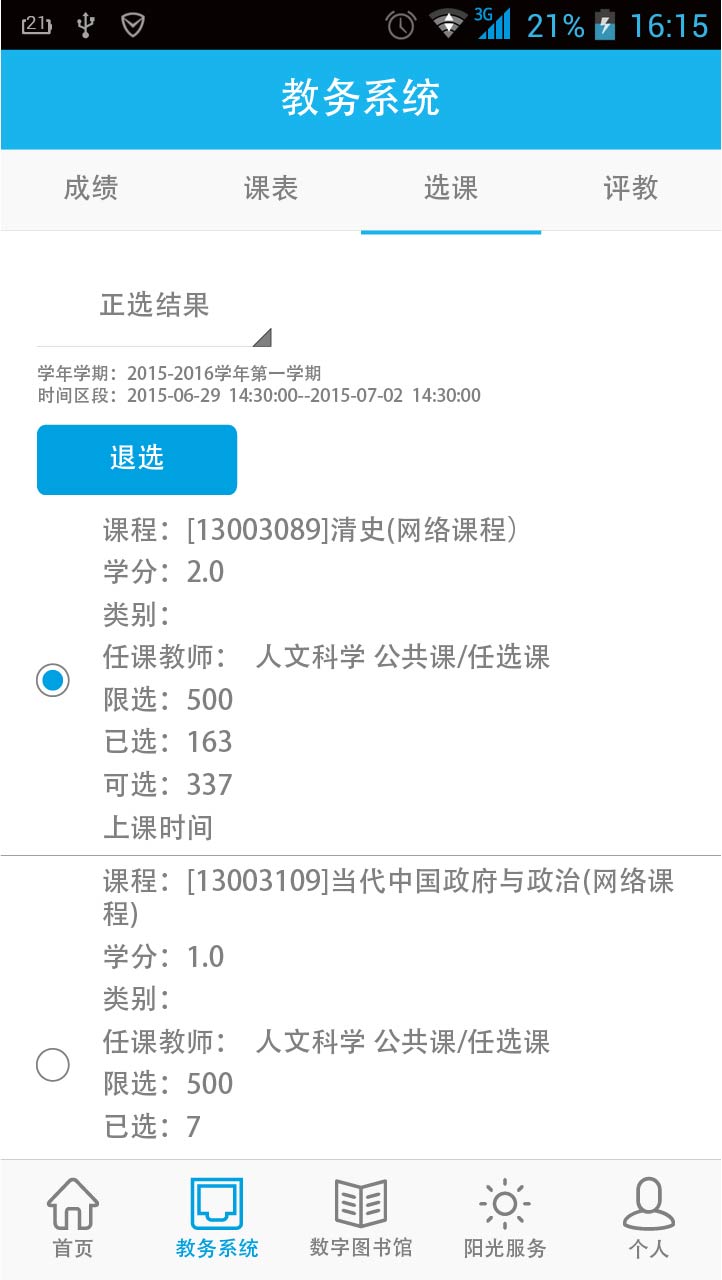 21 3G 21% 16:15
教务系统
成绩 课表 选课 评教
正选结果
学年学期：2015-2016学年第一学期
时间区段：2015-06-29 14:30:00--2015-07-02 14:30:00
退选
课程：[13003089]清史(网络课程）
学分：2.0
类别：
任课教师： 人文科学 公共课/任选课
限选：500
已选：163
可选：337
上课时间
课程：[13003109]当代中国政府与政治(网络课
程)
学分：1.0
类别：
任课教师： 人文科学 公共课/任选课
限选：500
已选：7
首页 教务系统 数字图书馆 阳光服务 个人